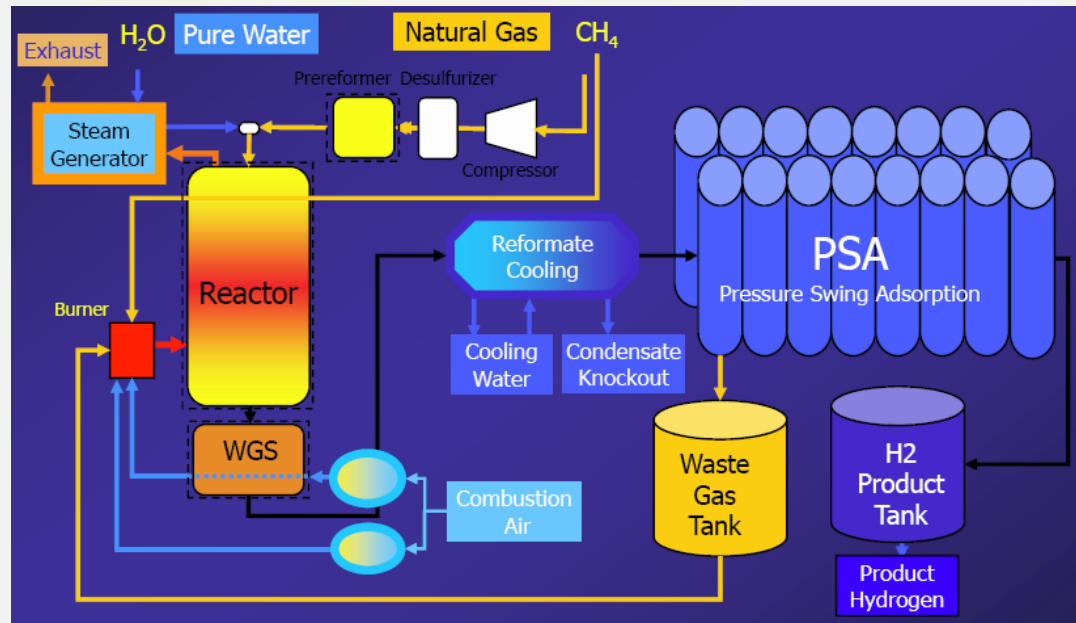 H₂O
Pure Water
Natural Gas
CH₄
Exhaust
Prereformer
Desulfurizer
Steam
Generator
Compressor
Reformate
Cooling
PSA
Pressure Swing Adsorption
Reactor
Burner
Cooling
Water
Condensate
Knockout
WGS
Waste
Gas
Tank
H2
Product
Tank
Combustion
Air
Product
Hydrogen